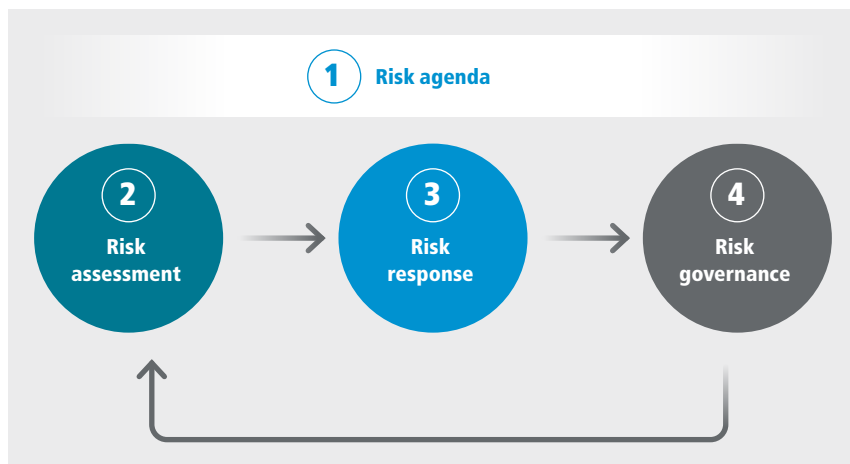 1 Risk agenda
2
Risk
assessment
3
Risk
response
4
Risk
governance